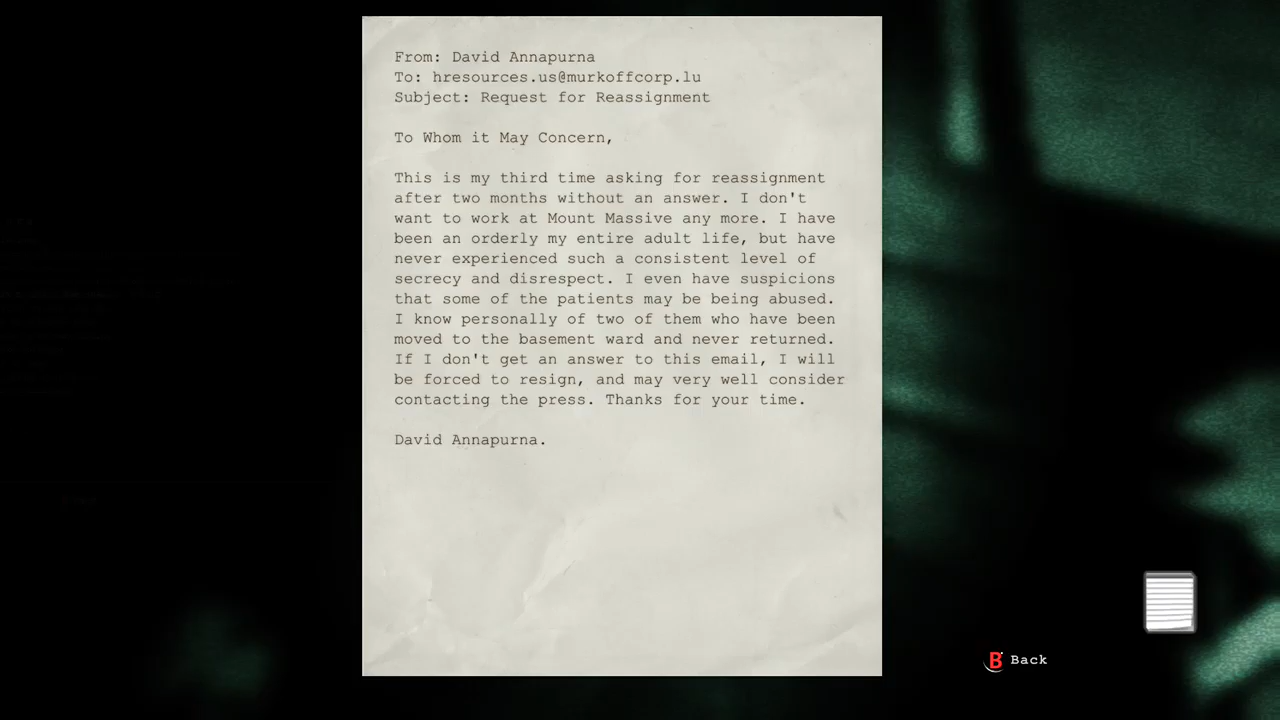 From: David Annapurna
To: hresources.us@murkoffcorp.lu
Subject: Request for Reassignment
To Whom it May Concern,
This is my third time asking for reassignment
after two months without an answer. I don't
want to work at Mount Massive any more. I have
been an orderly my entire adult life, but have
never experienced such a consistent level of
secrecy and disrespect. I even have suspicions
that some of the patients may be being abused.
I know personally of two of them who have been
moved to the basement ward and never returned.
If I don't get an answer to this email, I will
be forced to resign, and may very well consider
contacting the press. Thanks for your time.
David Annapurna.
B Back